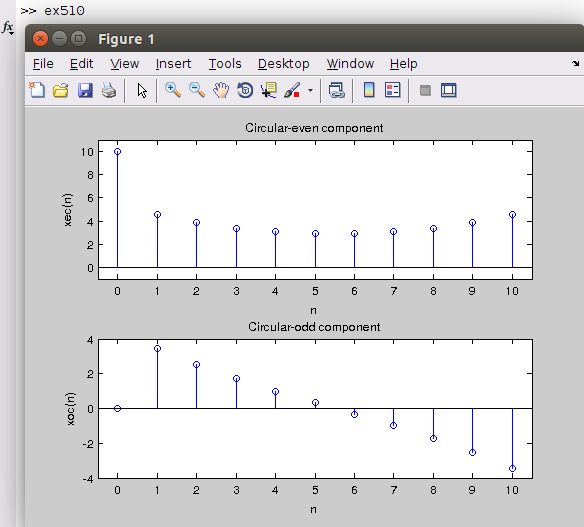 >> ex510
fx
Figure 1
File Edit View Insert Tools Desktop Window Help
Circular-even component
10
8
6
4
2
0
xec(n)
0 1 2 3 4 5 6 7 8 9 10
n
Circular-odd component
4
2
0
-2
-4
xoc(n)
0 1 2 3 4 5 6 7 8 9 10
n